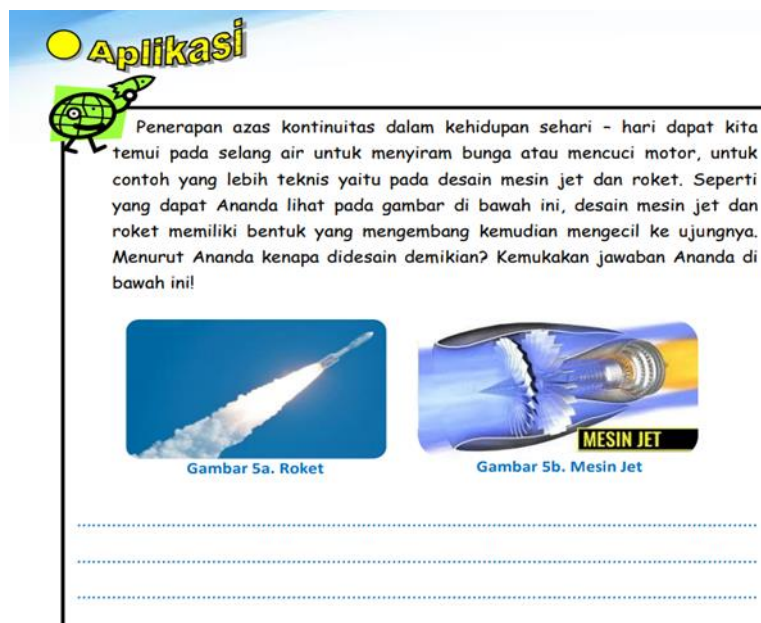 Aplikasi
Penerapan azas kontinuitas dalam kehidupan sehari – hari dapat kita
temui pada selang air untuk menyiram bunga atau mencuci motor, untuk
contoh yang lebih teknis yaitu pada desain mesin jet dan roket. Seperti
yang dapat Ananda lihat pada gambar di bawah ini, desain mesin jet dan
roket memiliki bentuk yang mengembang kemudian mengecil ke ujungnya.
Menurut Ananda kenapa didesain demikian? Kemukakan jawaban Ananda di
bawah ini!
MESIN JET
Gambar 5a. Roket
Gambar 5b. Mesin Jet